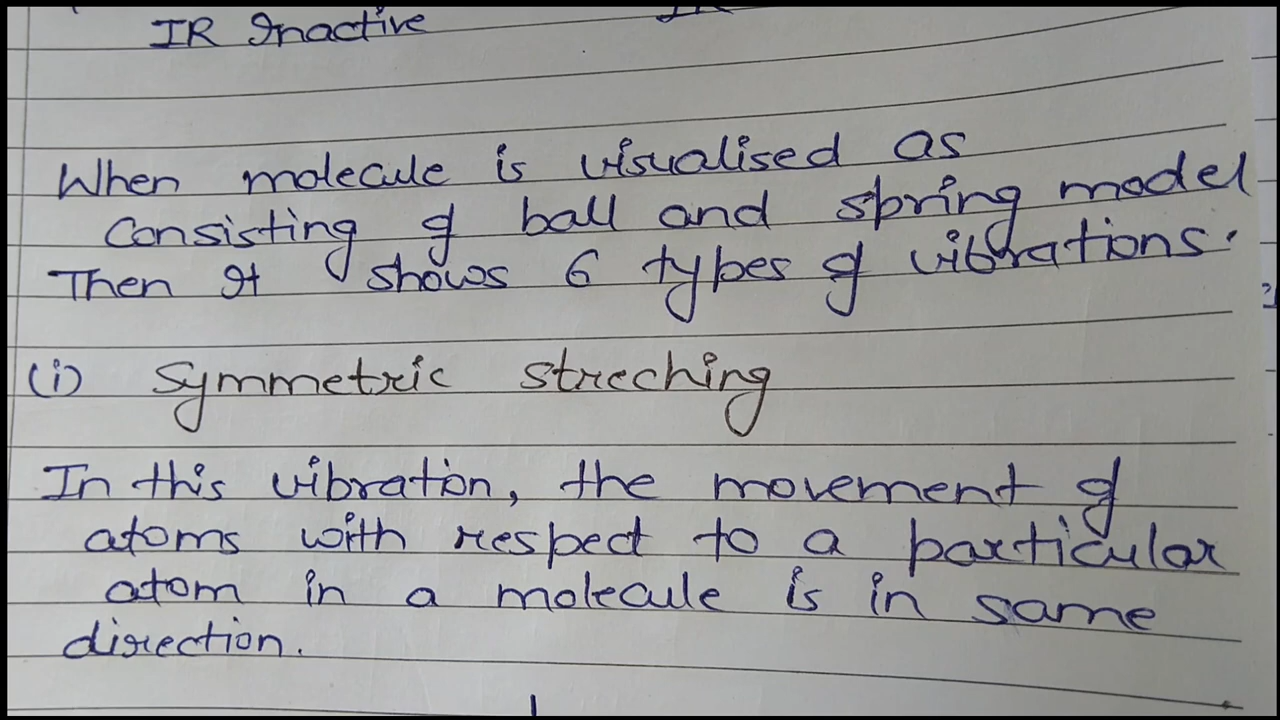 IR Inactive
When molecule is visualised as
Consisting of ball and spring model
Then It shows 6 types of vibrations.
(i) Symmetric streching
In this vibration, the movement of
atoms with respect to a particular
atom in a molecule is in same
direction.